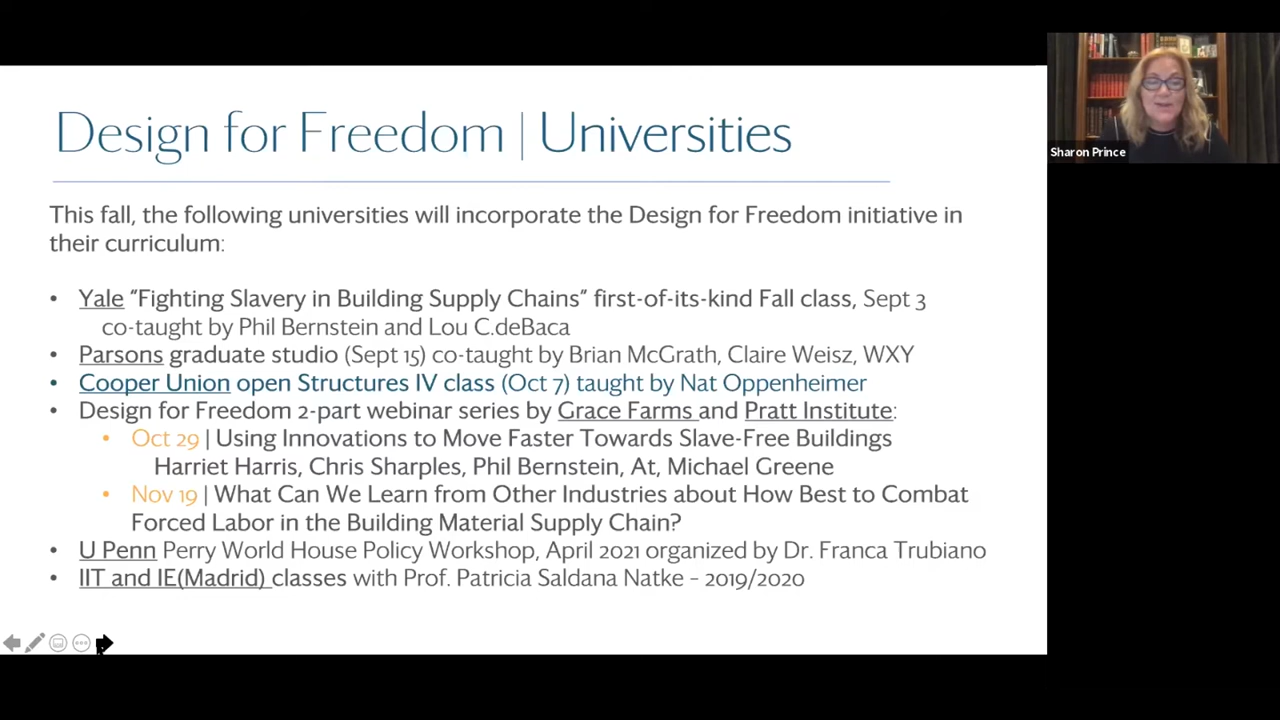 Design for Freedom | Universities
Sharon Prince
This fall, the following universities will incorporate the Design for Freedom initiative in
their curriculum:
• Yale “Fighting Slavery in Building Supply Chains” first-of-its-kind Fall class, Sept 3
co-taught by Phil Bernstein and Lou C.deBaca
• Parsons graduate studio (Sept 15) co-taught by Brian McGrath, Claire Weisz, WXY
• Cooper Union open Structures IV class (Oct 7) taught by Nat Oppenheimer
• Design for Freedom 2-part webinar series by Grace Farms and Pratt Institute:
• Oct 29 | Using Innovations to Move Faster Towards Slave-Free Buildings
Harriet Harris, Chris Sharples, Phil Bernstein, At, Michael Greene
• Nov 19 | What Can We Learn from Other Industries about How Best to Combat
Forced Labor in the Building Material Supply Chain?
• U Penn Perry World House Policy Workshop, April 2021 organized by Dr. Franca Trubiano
• IIT and IE(Madrid) classes with Prof. Patricia Saldana Natke – 2019/2020